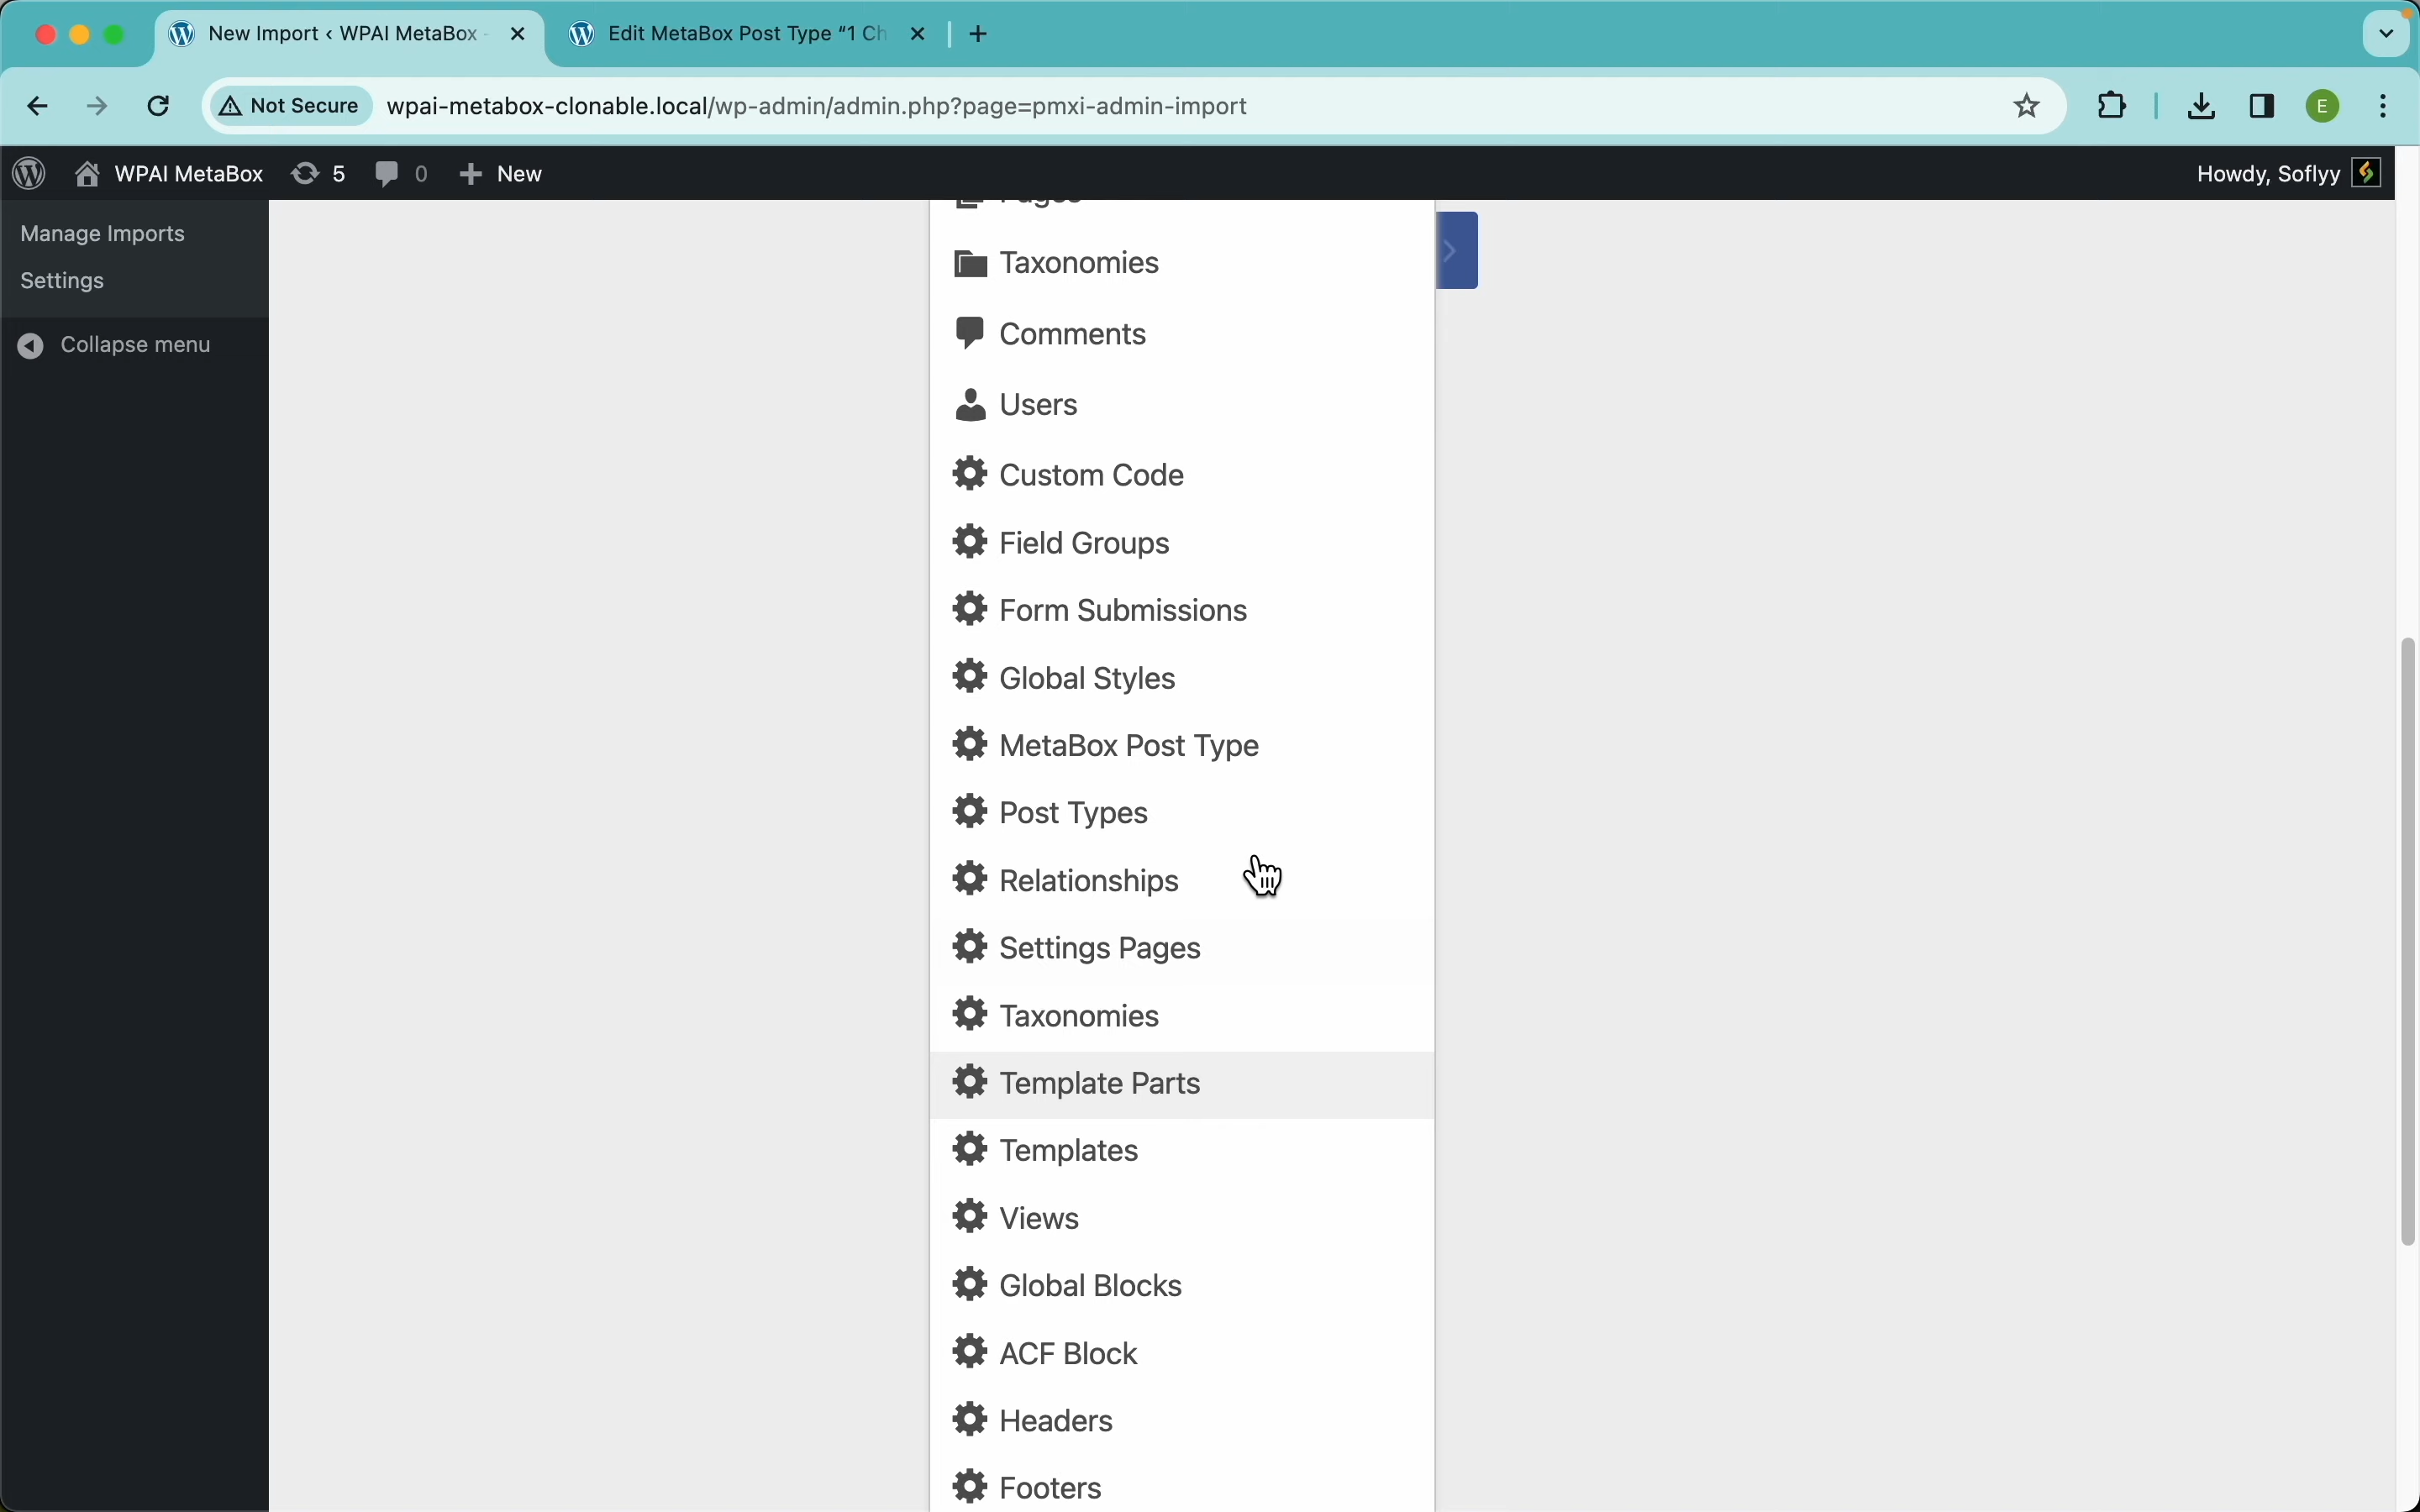 New Import ‹ WPAI MetaBox
Edit MetaBox Post Type “1 Ch
Not Secure
wpai-metabox-clonable.local/wp-admin/admin.php?page=pmxi-admin-import
E
WPAI MetaBox
5
0
New
Howdy, Soflyy
Manage Imports
Settings
Collapse menu
Pages
Taxonomies
Comments
Users
Custom Code
Field Groups
Form Submissions
Global Styles
MetaBox Post Type
Post Types
Relationships
Settings Pages
Taxonomies
Template Parts
Templates
Views
Global Blocks
ACF Block
Headers
Footers